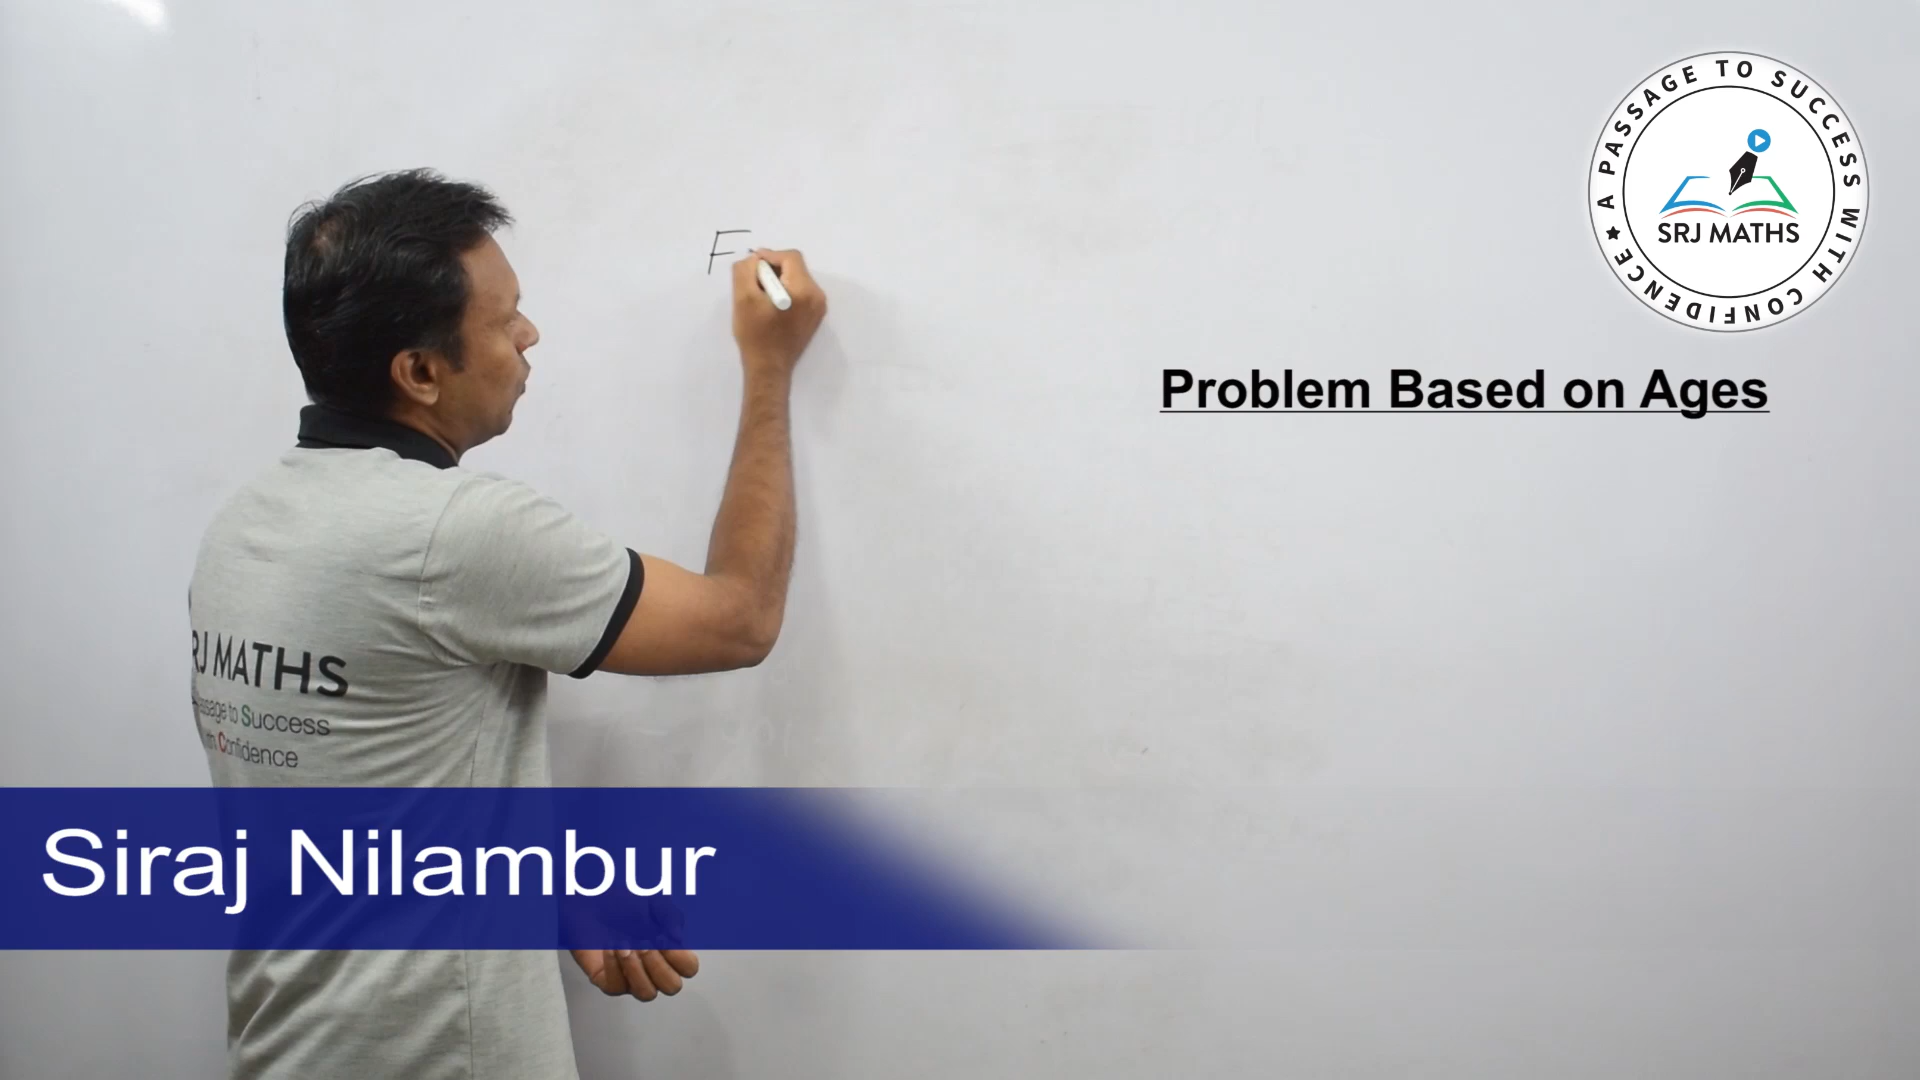 F
A PASSAGE TO SUCCESS WITH CONFIDENCE ★
SRJ MATHS
Problem Based on Ages
RJ MATHS
assage to Success
th Confidence
Siraj Nilambur